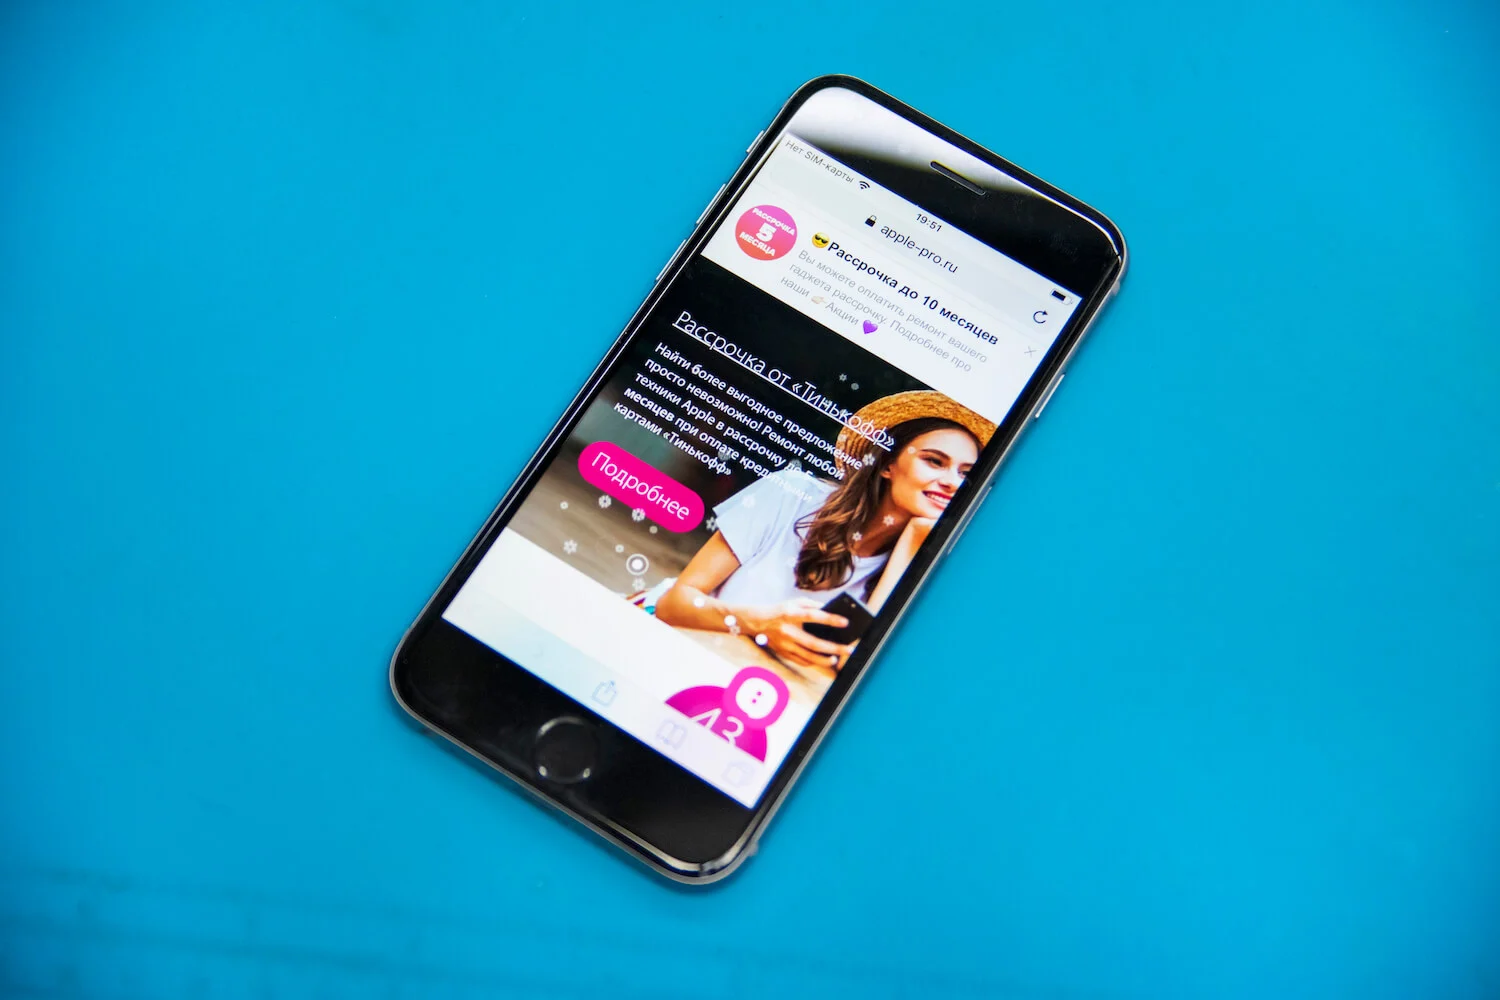 Нет SIM-карты
19:51
apple-pro.ru
РАССРОЧКА
5
МЕСЯЦА
😎Рассрочка до 10 месяцев
Вы можете оплатить ремонт вашего
гаджета рассрочку. Подробнее про
наши 👉🏻Акции 💜
Рассрочка от «Тинькофф»
Найти более выгодное предложение
просто невозможно! Ремонт любой
техники Apple в рассрочку до 5
месяцев при оплате кредитными
картами «Тинькофф»
Подробнее
43